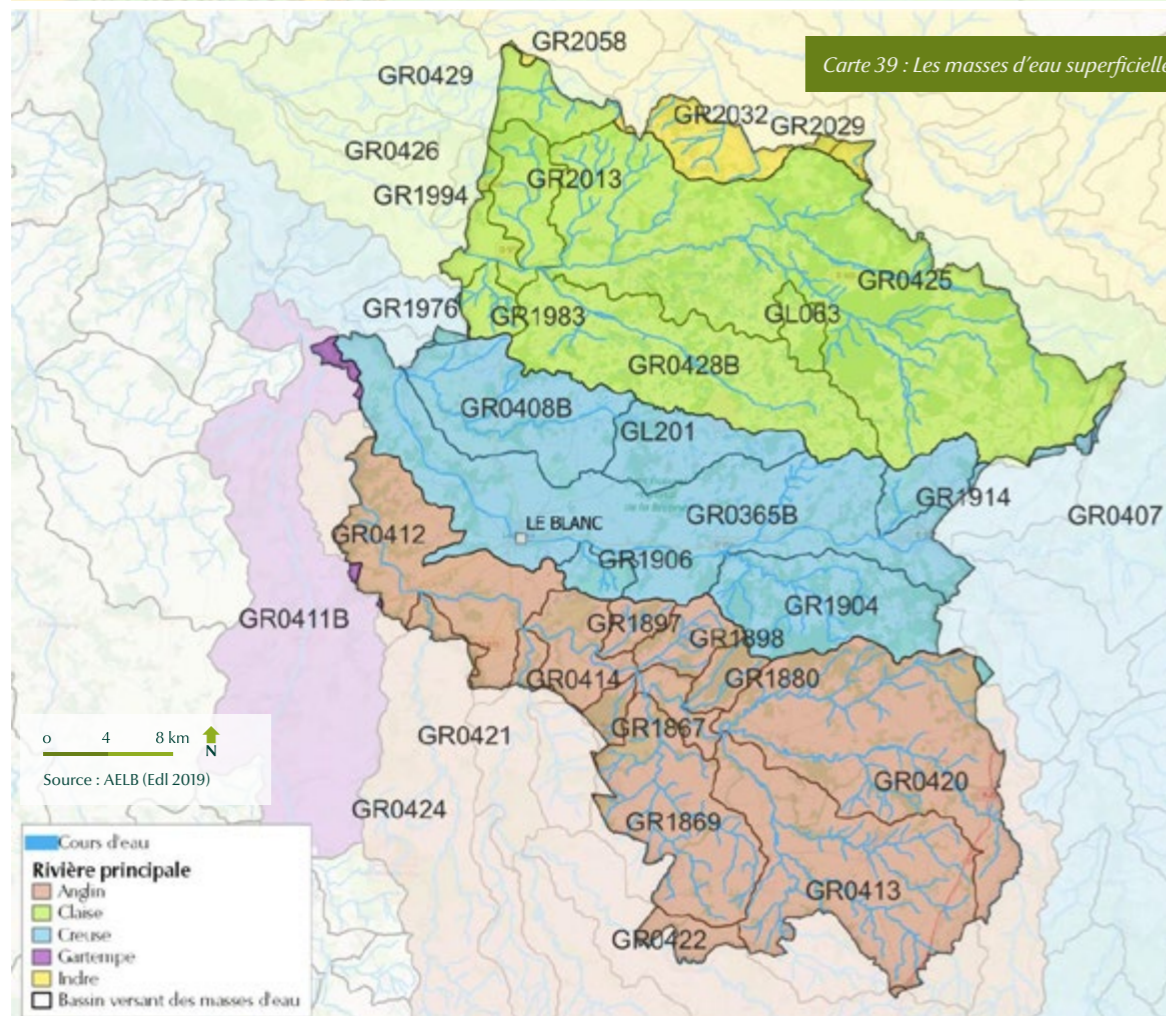 Carte 39 : Les masses d'eau superficielle
GR2058
GR0429
GR2032
GR2029
GR0426
GR2013
GR1994
GR0425
GR1976
GR1983
GL063
GR0428B
GR0408B
GL201
GR1914
GR0365B
GR0407
LE BLANC
GR0412
GR1906
GR1904
GR0411B
GR1897
GR1898
GR0414
GR1880
GR1867
GR0421
GR0420
GR0424
GR1869
GR0413
GR0422
0 4 8 km
N
Source : AELB (Edl 2019)
Cours d'eau
Rivière principale
Anglin
Claise
Creuse
Gartempe
Indre
Bassin versant des masses d'eau